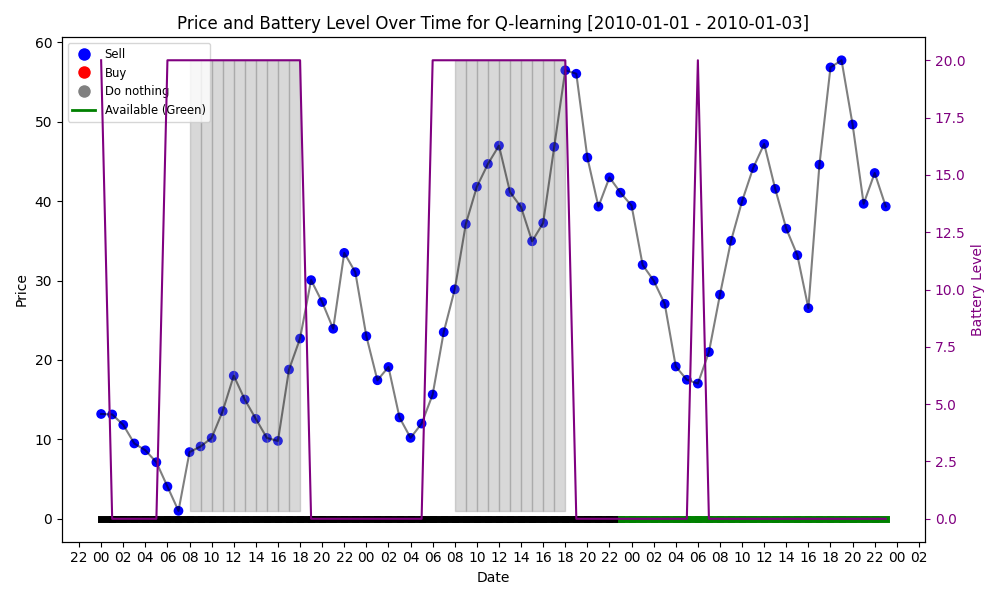 Price and Battery Level Over Time for Q-learning [2010-01-01 - 2010-01-03]
Sell
Buy
Do nothing
Available (Green)
60
50
40
30
20
10
0
Price
20.0
17.5
15.0
12.5
10.0
7.5
5.0
2.5
0.0
Battery Level
22 00 02 04 06 08 10 12 14 16 18 20 22 00 02 04 06 08 10 12 14 16 18 20 22 00 02 04 06 08 10 12 14 16 18 20 22 00 02
Date